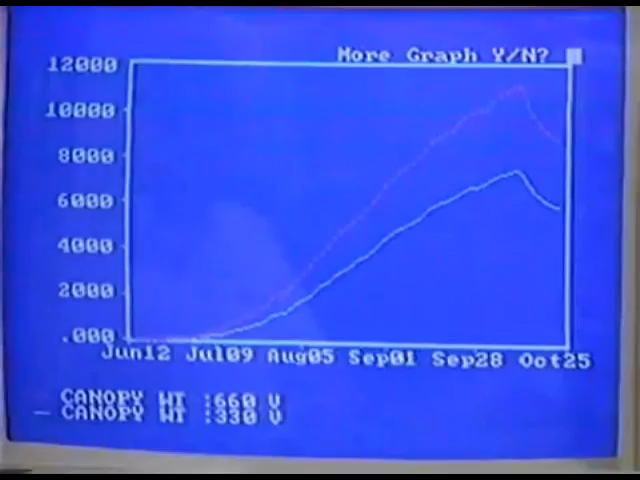 More Graph Y/N?
12000
10000
8000
6000
4000
2000
.000
Jun12 Jul09 Aug05 Sep01 Sep28 Oct25
CANOPY WT :660 V
CANOPY WT :330 V